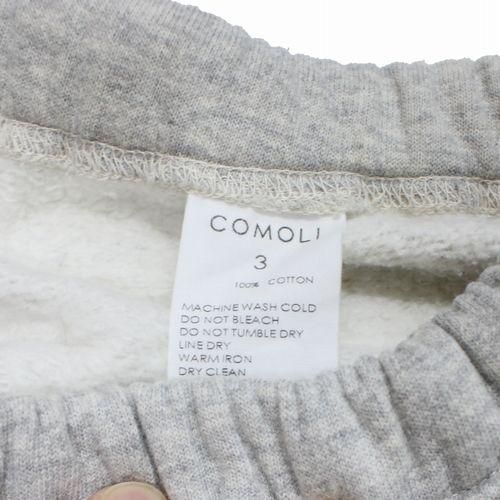 COMOLI
3
100% COTTON
MACHINE WASH COLD
DO NOT BLEACH
DO NOT TUMBLE DRY
LINE DRY
WARM IRON
DRY CLEAN